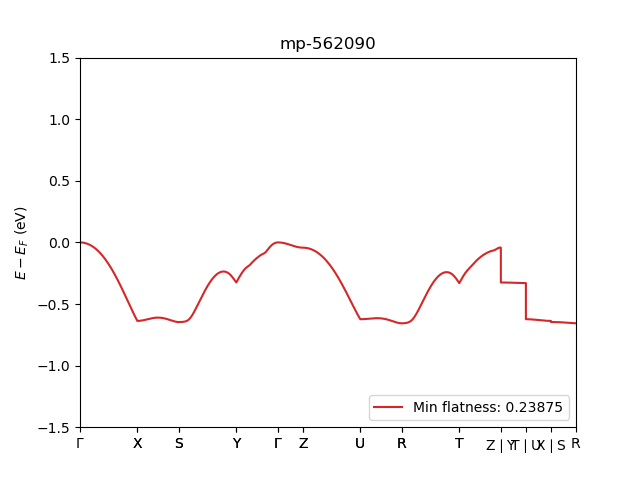 mp-562090
1.5
1.0
0.5
0.0
−0.5
−1.0
−1.5
E − E_F (eV)
Min flatness: 0.23875
Γ X S Y Γ Z U R T Z | Y T | U X | S R